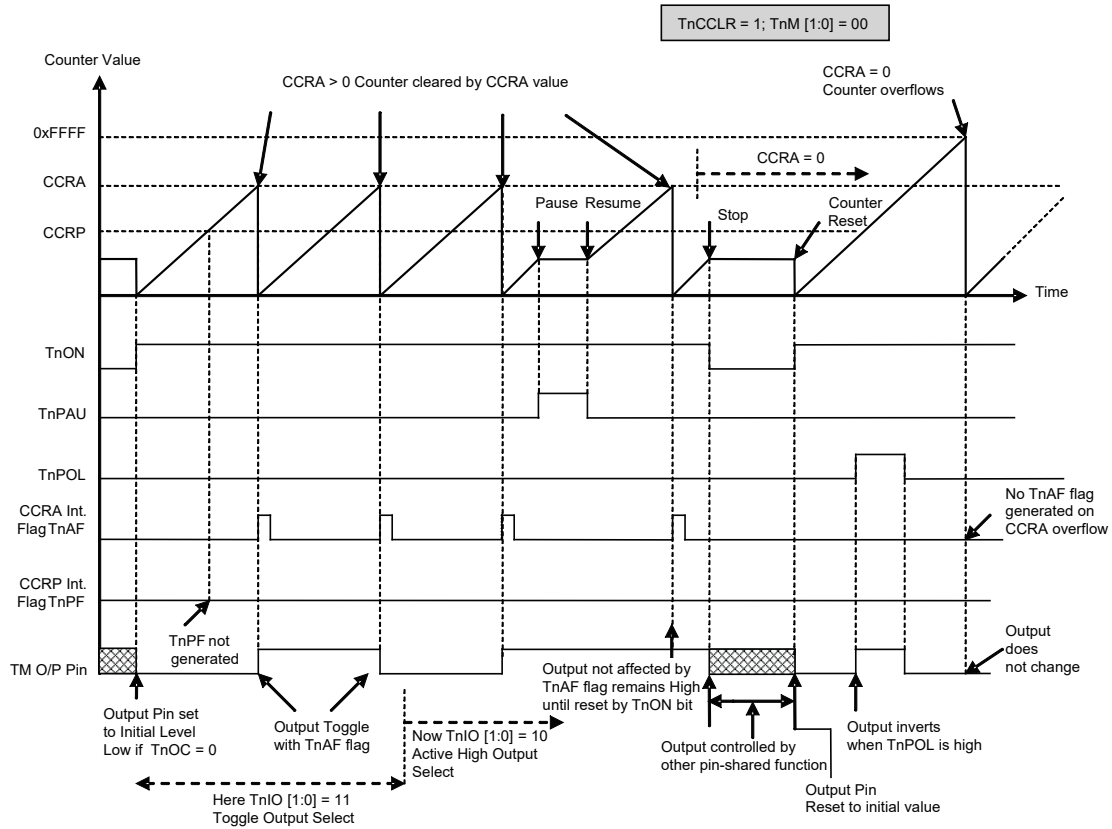 TnCCLR = 1; TnM [1:0] = 00
Counter Value
CCRA > 0 Counter cleared by CCRA value
CCRA = 0
Counter overflows
0xFFFF
CCRA = 0
CCRA
Pause Resume
Stop
Counter
Reset
CCRP
Time
TnON
TnPAU
TnPOL
No TnAF flag
generated on
CCRA overflow
CCRA Int.
Flag TnAF
CCRP Int.
Flag TnPF
TnPF not
generated
Output
does
not change
TM O/P Pin
Output not affected by
TnAF flag remains High
until reset by TnON bit
Output Pin set
to Initial Level
Low if TnOC = 0
Output Toggle
with TnAF flag
Now TnIO [1:0] = 10
Active High Output
Select
Output controlled by
other pin-shared function
Output inverts
when TnPOL is high
Output Pin
Reset to initial value
Here TnIO [1:0] = 11
Toggle Output Select